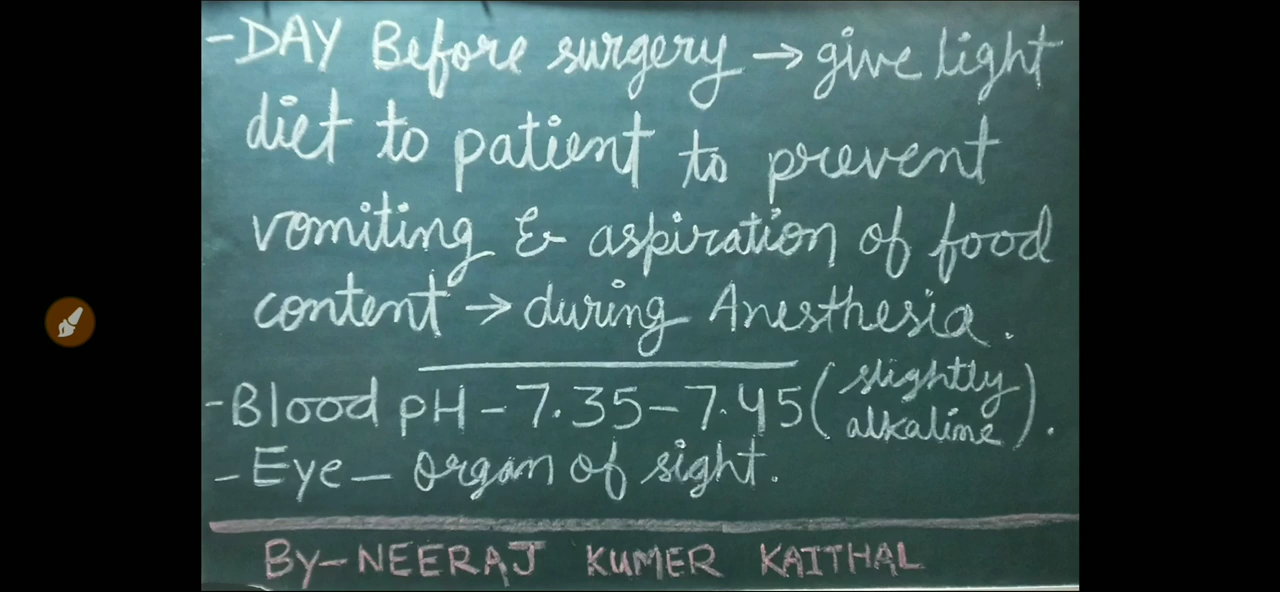 - DAY Before surgery → give light
diet to patient to prevent
vomiting & aspiration of food
content → during Anesthesia.
- Blood pH - 7.35 - 7.45 (slightly alkaline).
- Eye - organ of sight.
By - NEERAJ KUMER KAITHAL